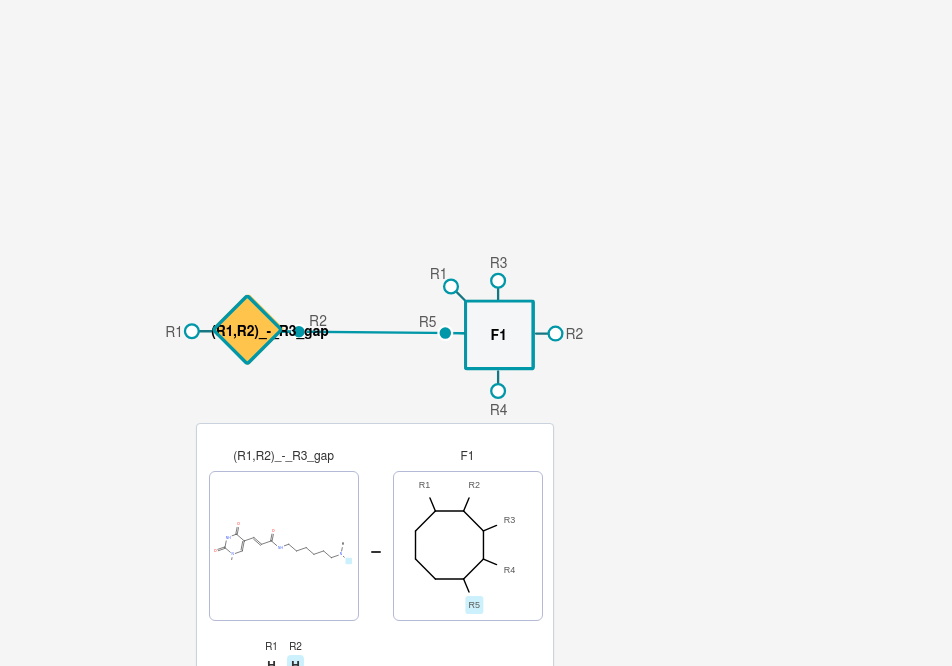 R3
R1
R2
R1 (R1,R2)_-_R3_gap
R5
F1
R2
R4
(R1,R2)_-_R3_gap F1
R1 R2
R3
R4
R5
R1 R2
H H